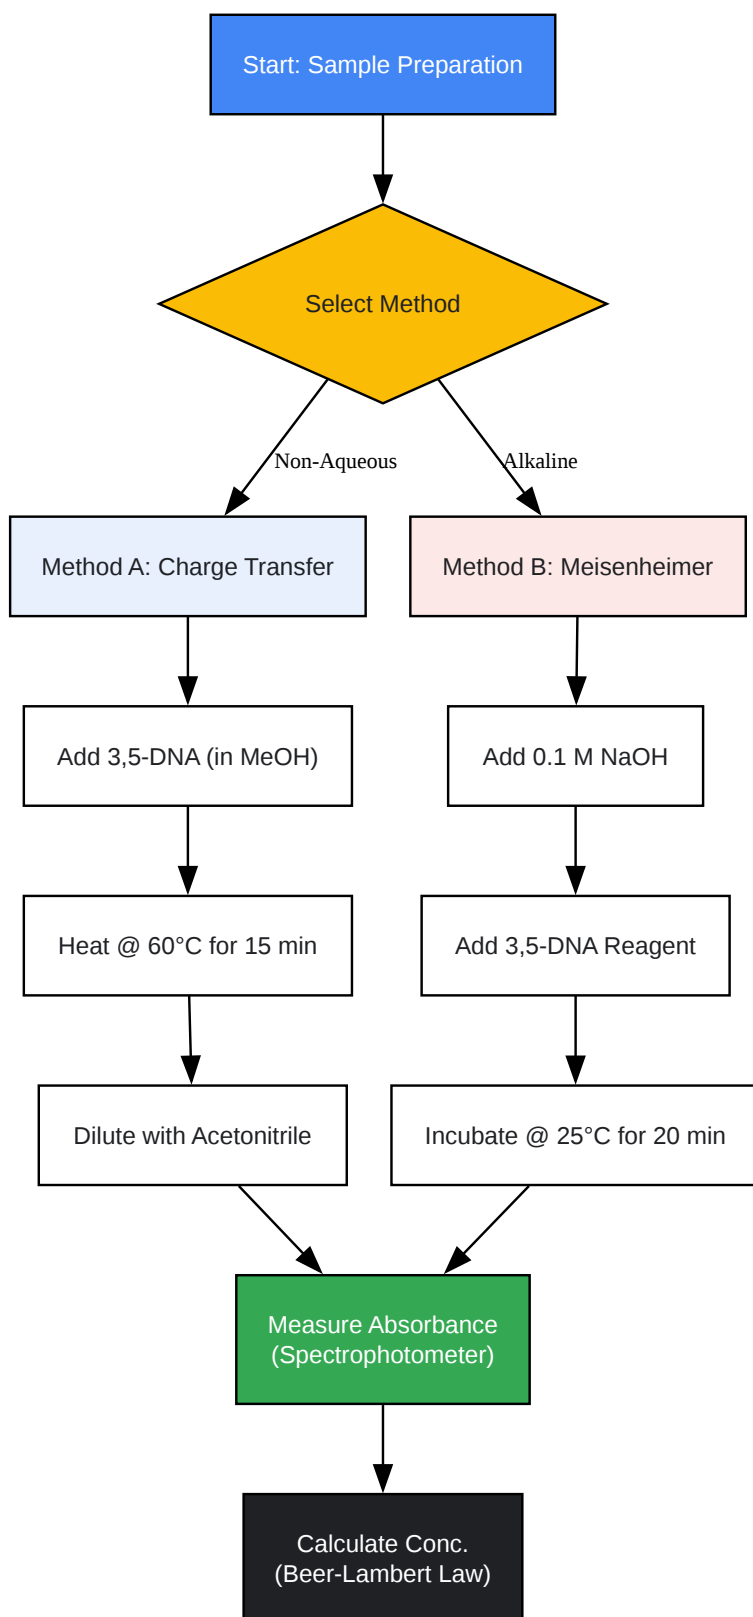 Start: Sample Preparation
Select Method
Non-Aqueous
Alkaline
Method A: Charge Transfer
Method B: Meisenheimer
Add 3,5-DNA (in MeOH)
Add 0.1 M NaOH
Heat @ 60°C for 15 min
Add 3,5-DNA Reagent
Dilute with Acetonitrile
Incubate @ 25°C for 20 min
Measure Absorbance
(Spectrophotometer)
Calculate Conc.
(Beer-Lambert Law)